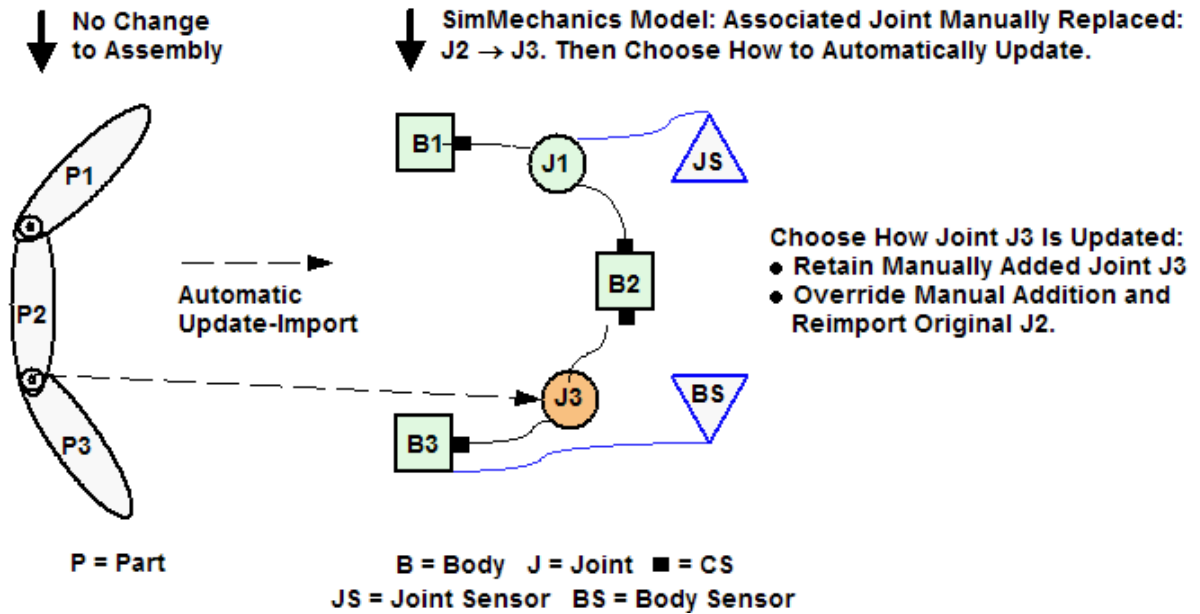 No Change
to Assembly
SimMechanics Model: Associated Joint Manually Replaced:
J2 → J3. Then Choose How to Automatically Update.
P1
P2
P3
Automatic
Update-Import
B1
J1
JS
B2
J3
B3
BS
Choose How Joint J3 Is Updated:
● Retain Manually Added Joint J3
● Override Manual Addition and
Reimport Original J2.
P = Part
B = Body J = Joint ■ = CS
JS = Joint Sensor BS = Body Sensor